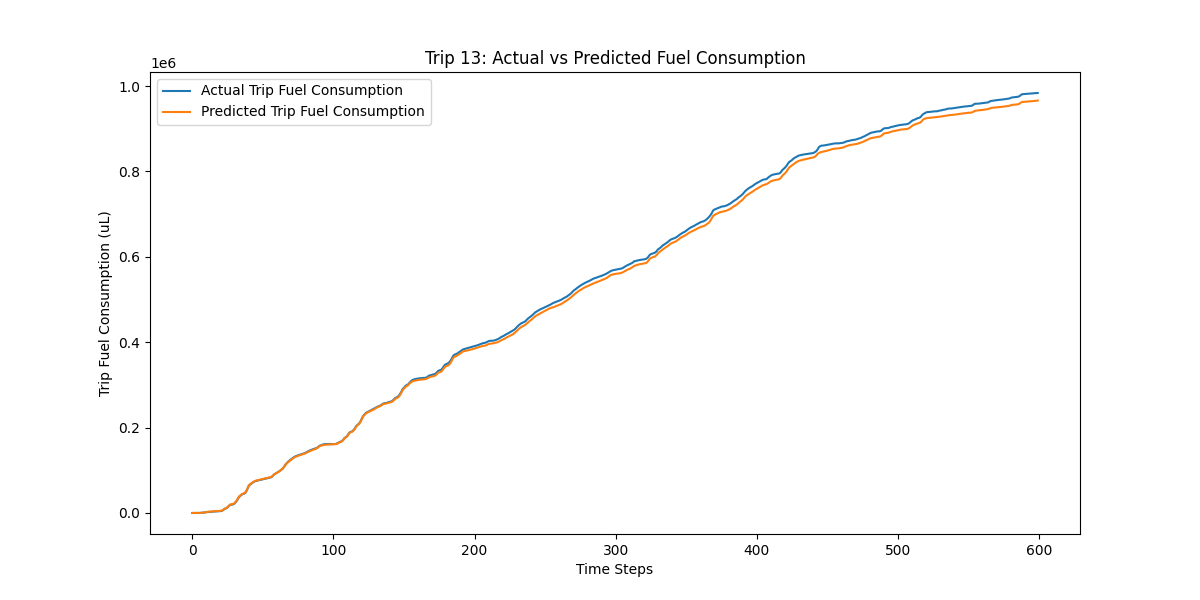 Trip 13: Actual vs Predicted Fuel Consumption
1e6
Actual Trip Fuel Consumption
Predicted Trip Fuel Consumption
Trip Fuel Consumption (uL)
1.0
0.8
0.6
0.4
0.2
0.0
0 100 200 300 400 500 600
Time Steps